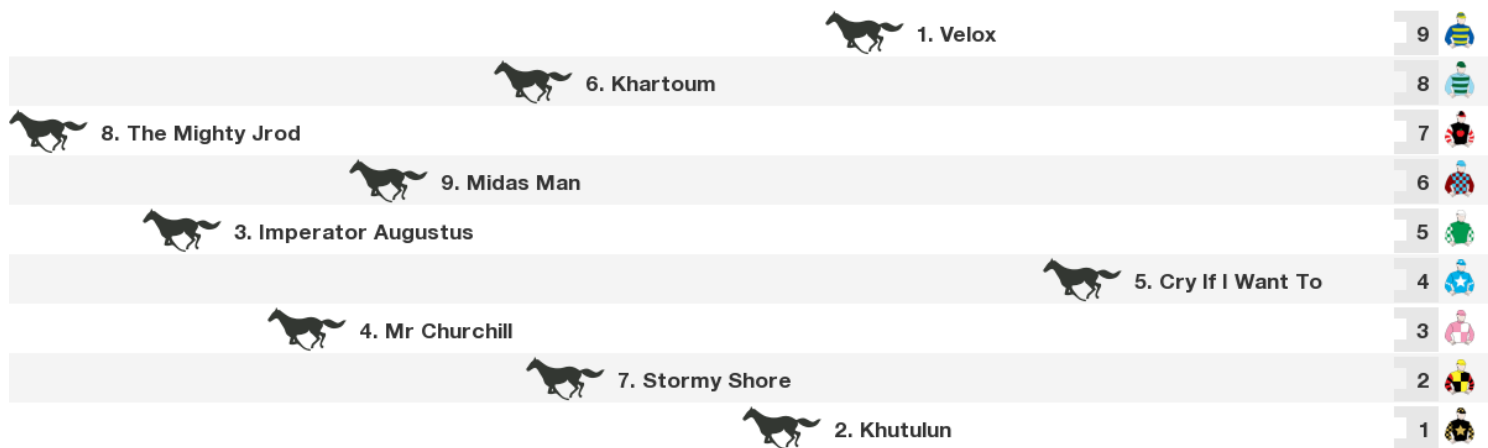 1. Velox 9
6. Khartoum 8
8. The Mighty Jrod 7
9. Midas Man 6
3. Imperator Augustus 5
5. Cry If I Want To 4
4. Mr Churchill 3
7. Stormy Shore 2
2. Khutulun 1